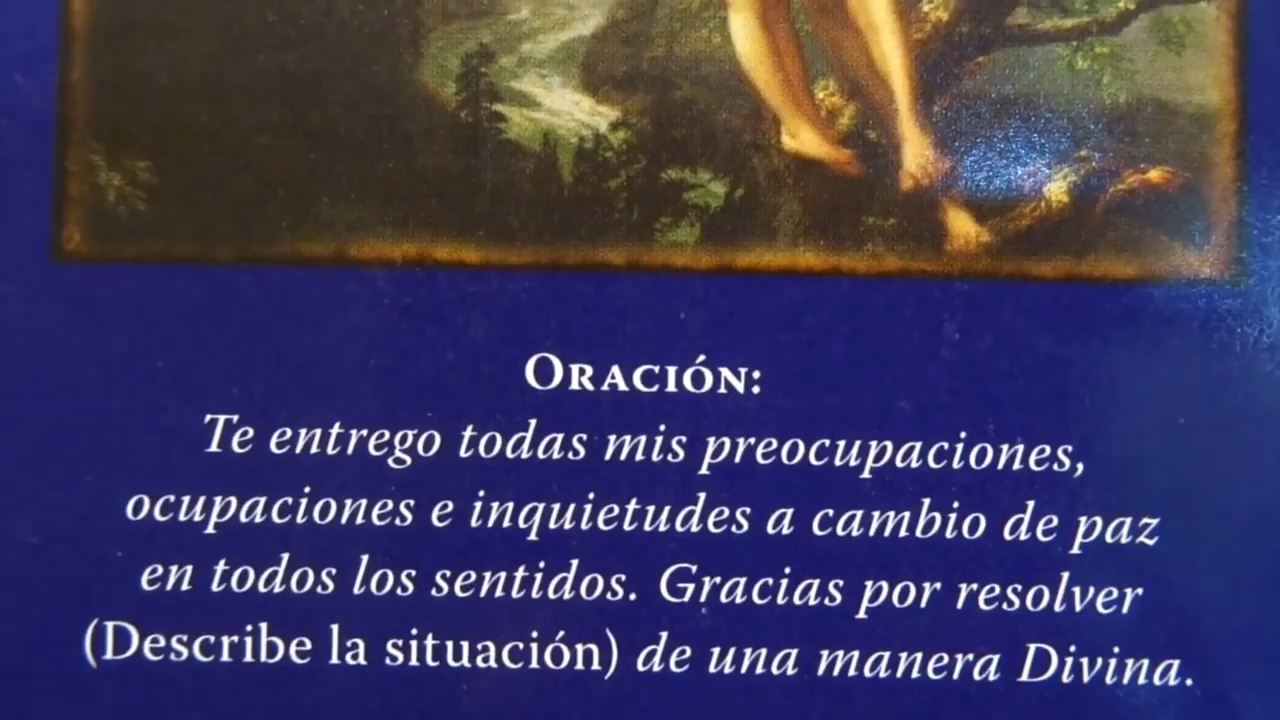 ORACIÓN:
Te entrego todas mis preocupaciones,
ocupaciones e inquietudes a cambio de paz
en todos los sentidos. Gracias por resolver
(Describe la situación) de una manera Divina.